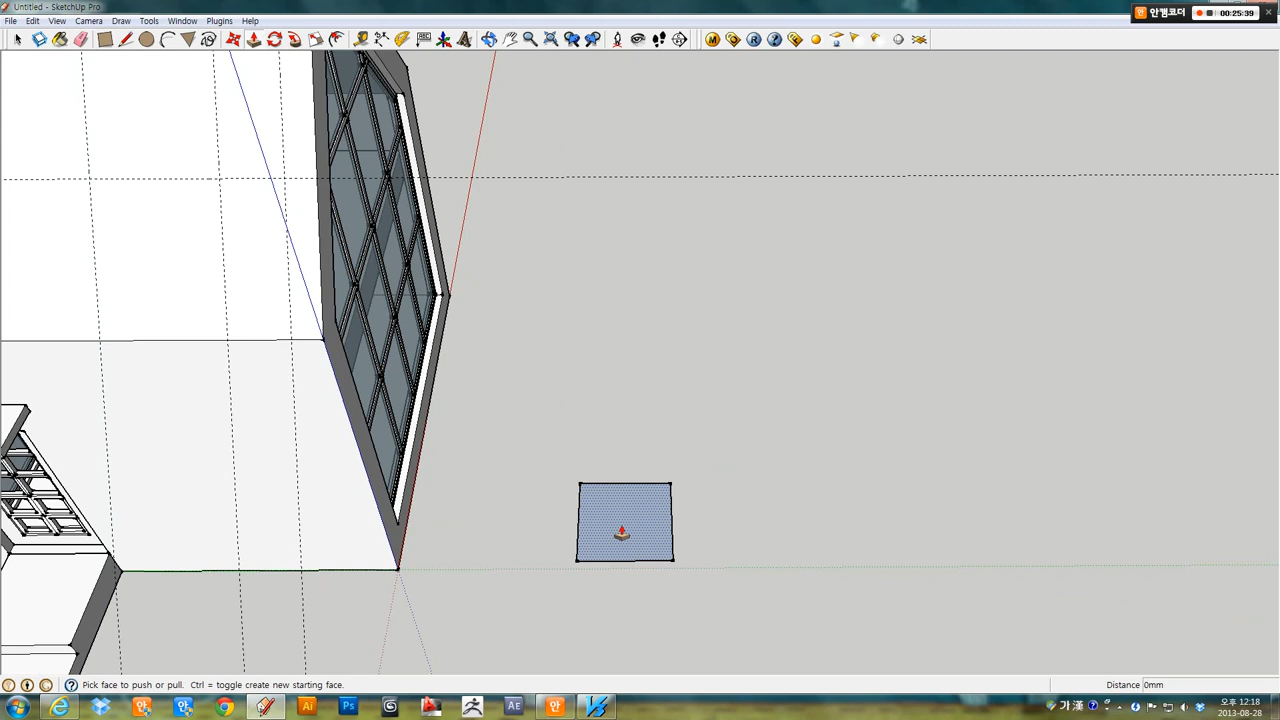 Untitled - SketchUp Pro
안캠코더 00:25:39
File Edit View Camera Draw Tools Window Plugins Help
Pick face to push or pull. Ctrl = toggle create new starting face.
Distance 0mm
가 漢
오후 12:18
2013-08-28